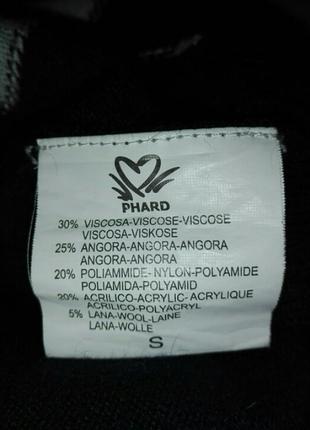 PHARD
30% VISCOSA-VISCOSE-VISCOSE
VISCOSA-VISKOSE
25% ANGORA-ANGORA-ANGORA
ANGORA-ANGORA
20% POLIAMMIDE-NYLON-POLYAMIDE
POLIAMIDA-POLYAMID
20% ACRILICO-ACRYLIC-ACRYLIQUE
ACRILICO-POLYACRYL
5% LANA-WOOL-LAINE
LANA-WOLLE
S